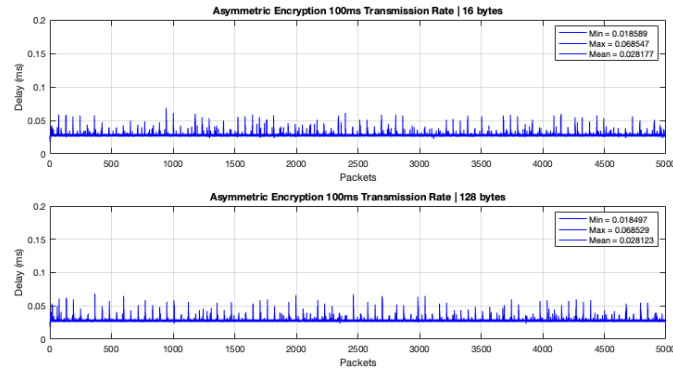 Asymmetric Encryption 100ms Transmission Rate | 16 bytes
0.2
0.15
0.1
0.05
0
Delay (ms)
Min = 0.018589
Max = 0.068547
Mean = 0.028177
0 500 1000 1500 2000 2500 3000 3500 4000 4500 5000
Packets
Asymmetric Encryption 100ms Transmission Rate | 128 bytes
0.2
0.15
0.1
0.05
0
Delay (ms)
Min = 0.018497
Max = 0.068529
Mean = 0.028123
0 500 1000 1500 2000 2500 3000 3500 4000 4500 5000
Packets